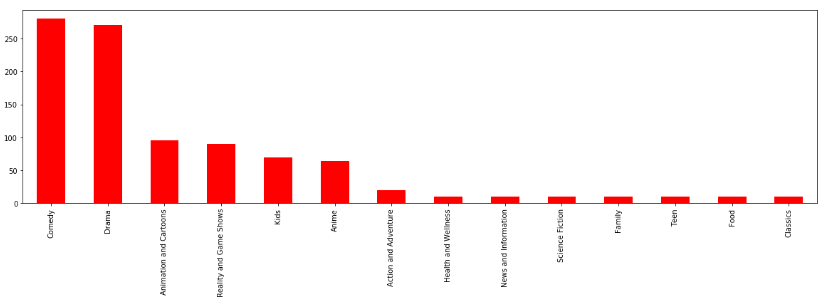 250
200
150
100
50
0
Comedy
Drama
Animation and Cartoons
Reality and Game Shows
Kids
Anime
Action and Adventure
Health and Wellness
News and Information
Science Fiction
Family
Teen
Food
Classics